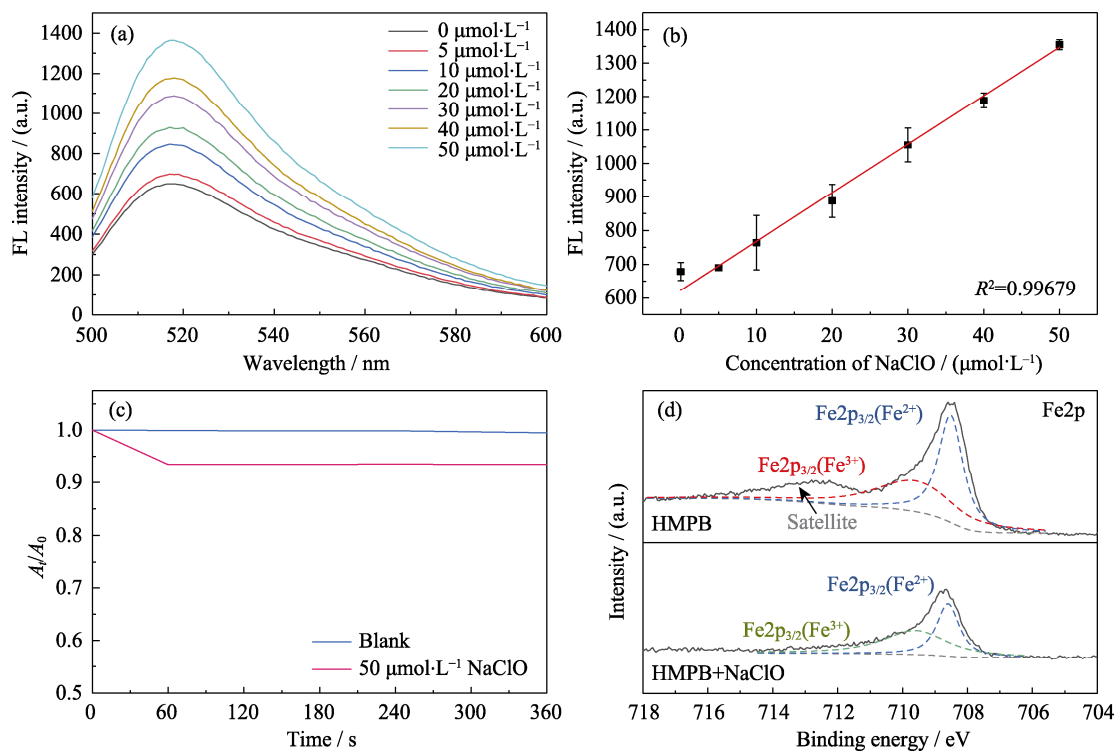 (a)
0 μmol·L⁻¹
5 μmol·L⁻¹
10 μmol·L⁻¹
20 μmol·L⁻¹
30 μmol·L⁻¹
40 μmol·L⁻¹
50 μmol·L⁻¹
1400
1200
1000
800
600
400
200
0
FL intensity / (a.u.)
500 520 540 560 580 600
Wavelength / nm
(b)
1400
1300
1200
1100
1000
900
800
700
600
FL intensity / (a.u.)
R²=0.99679
0 10 20 30 40 50
Concentration of NaClO / (μmol·L⁻¹)
(c)
1.0
0.9
0.8
0.7
0.6
0.5
Aₜ/A₀
Blank
50 μmol·L⁻¹ NaClO
0 60 120 180 240 300 360
Time / s
(d)
Fe2p
Fe2p₃/₂(Fe²⁺)
Fe2p₃/₂(Fe³⁺)
Satellite
HMPB
Fe2p₃/₂(Fe²⁺)
Fe2p₃/₂(Fe³⁺)
HMPB+NaClO
Intensity / (a.u.)
718 716 714 712 710 708 706 704
Binding energy / eV